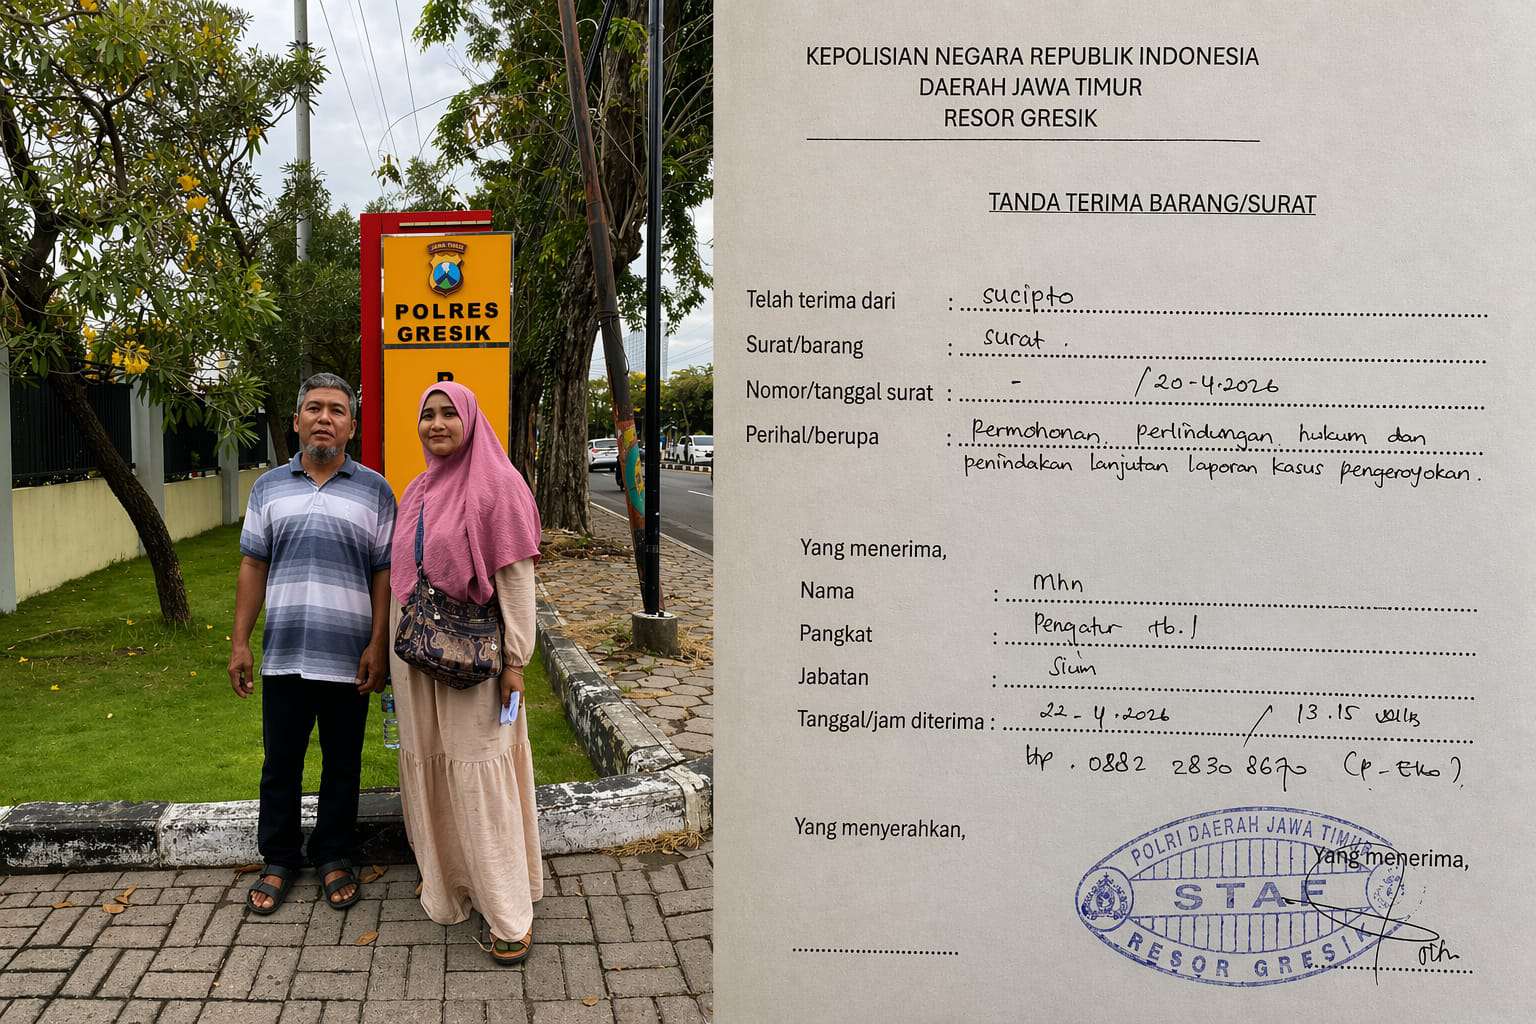 JAWA TIMUR
POLRES
GRESIK
KEPOLISIAN NEGARA REPUBLIK INDONESIA
DAERAH JAWA TIMUR
RESOR GRESIK
TANDA TERIMA BARANG/SURAT
Telah terima dari : sucipto
Surat/barang : surat .
Nomor/tanggal surat : - / 20-4-2026
Perihal/berupa : Permohonan perlindungan hukum dan
penindakan lanjutan laporan kasus pengeroyokan.
Yang menerima,
Nama : Mhn
Pangkat : Pengatur tb.1
Jabatan : Sium
Tanggal/jam diterima : 22-4-2026 / 13.15
Hp. 0882 2830 8670 (P-Eko)
Yang menyerahkan,
Yang menerima,
POLRI DAERAH JAWA TIMUR
STAF
RESOR GRESIK